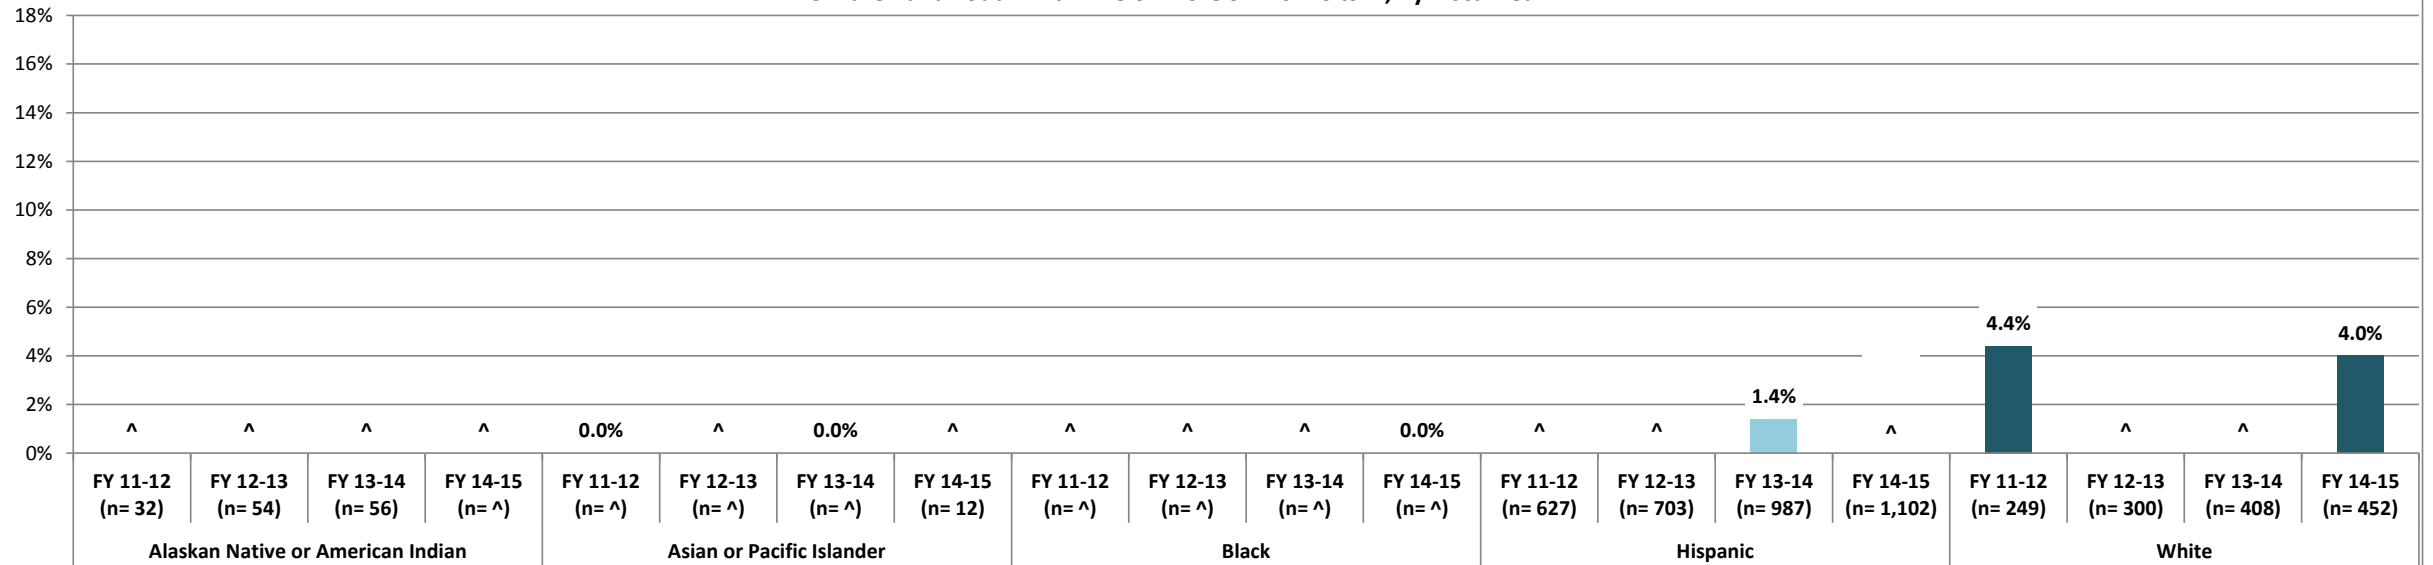 18%
16%
14%
12%
10%
8%
6%
4%
2%
0%
^ ^ ^ ^ 0.0% ^ 0.0% ^ ^ ^ ^ 0.0% ^ ^ 1.4% ^ 4.4% ^ ^ 4.0%
FY 11-12 FY 12-13 FY 13-14 FY 14-15 FY 11-12 FY 12-13 FY 13-14 FY 14-15 FY 11-12 FY 12-13 FY 13-14 FY 14-15 FY 11-12 FY 12-13 FY 13-14 FY 14-15 FY 11-12 FY 12-13 FY 13-14 FY 14-15
(n= 32) (n= 54) (n= 56) (n= ^) (n= ^) (n= ^) (n= ^) (n= 12) (n= ^) (n= ^) (n= ^) (n= ^) (n= 627) (n= 703) (n= 987) (n= 1,102) (n= 249) (n= 300) (n= 408) (n= 452)
Alaskan Native or American Indian Asian or Pacific Islander Black Hispanic White